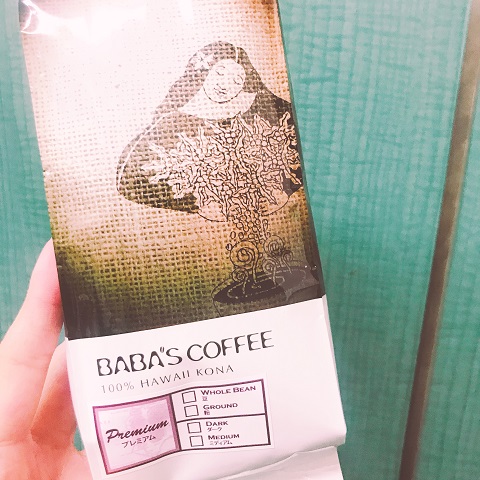 BABA"S COFFEE
100% HAWAII KONA
Premium
プレミアム
WHOLE BEAN
豆
GROUND
粉
DARK
ダーク
MEDIUM
ミディアム